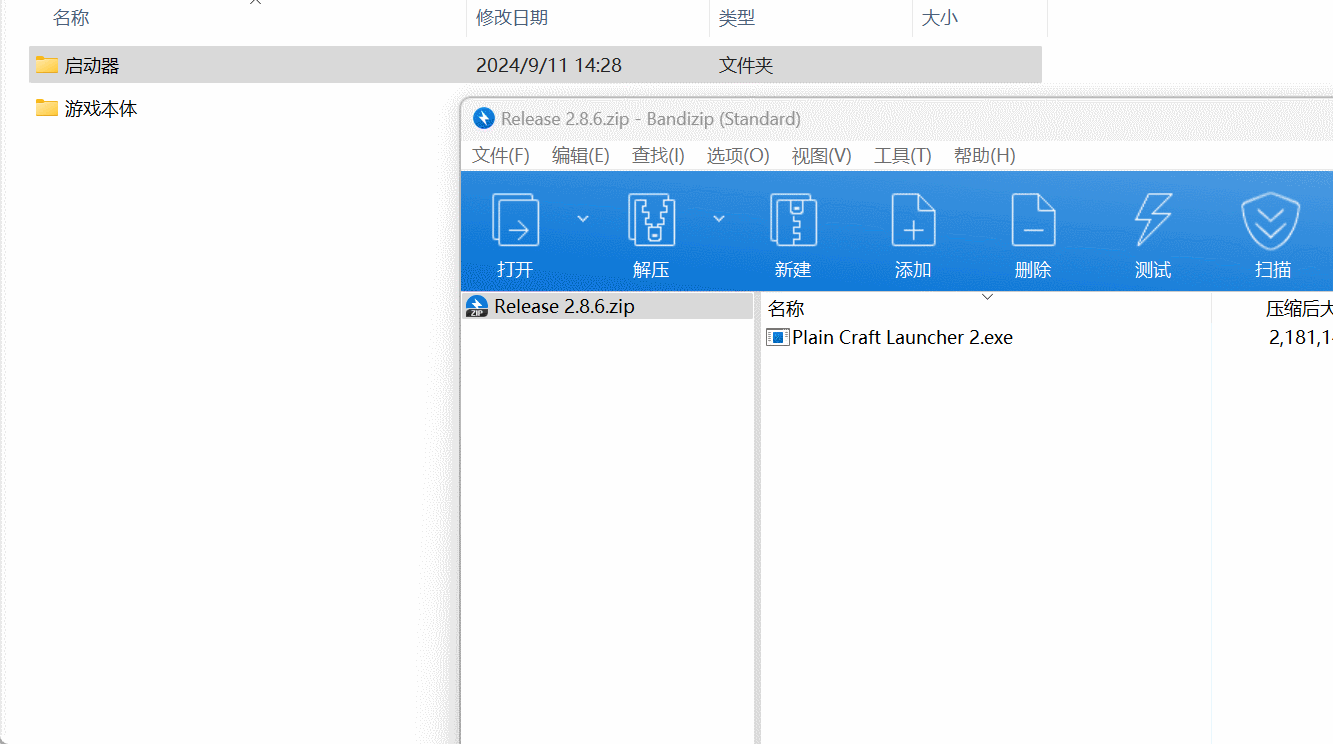 名称 修改日期 类型 大小
启动器 2024/9/11 14:28 文件夹
游戏本体
Release 2.8.6.zip - Bandizip (Standard)
文件(F) 编辑(E) 查找(I) 选项(O) 视图(V) 工具(T) 帮助(H)
打开 解压 新建 添加 删除 测试 扫描
ZIP Release 2.8.6.zip 名称 压缩后大
Plain Craft Launcher 2.exe 2,181,1